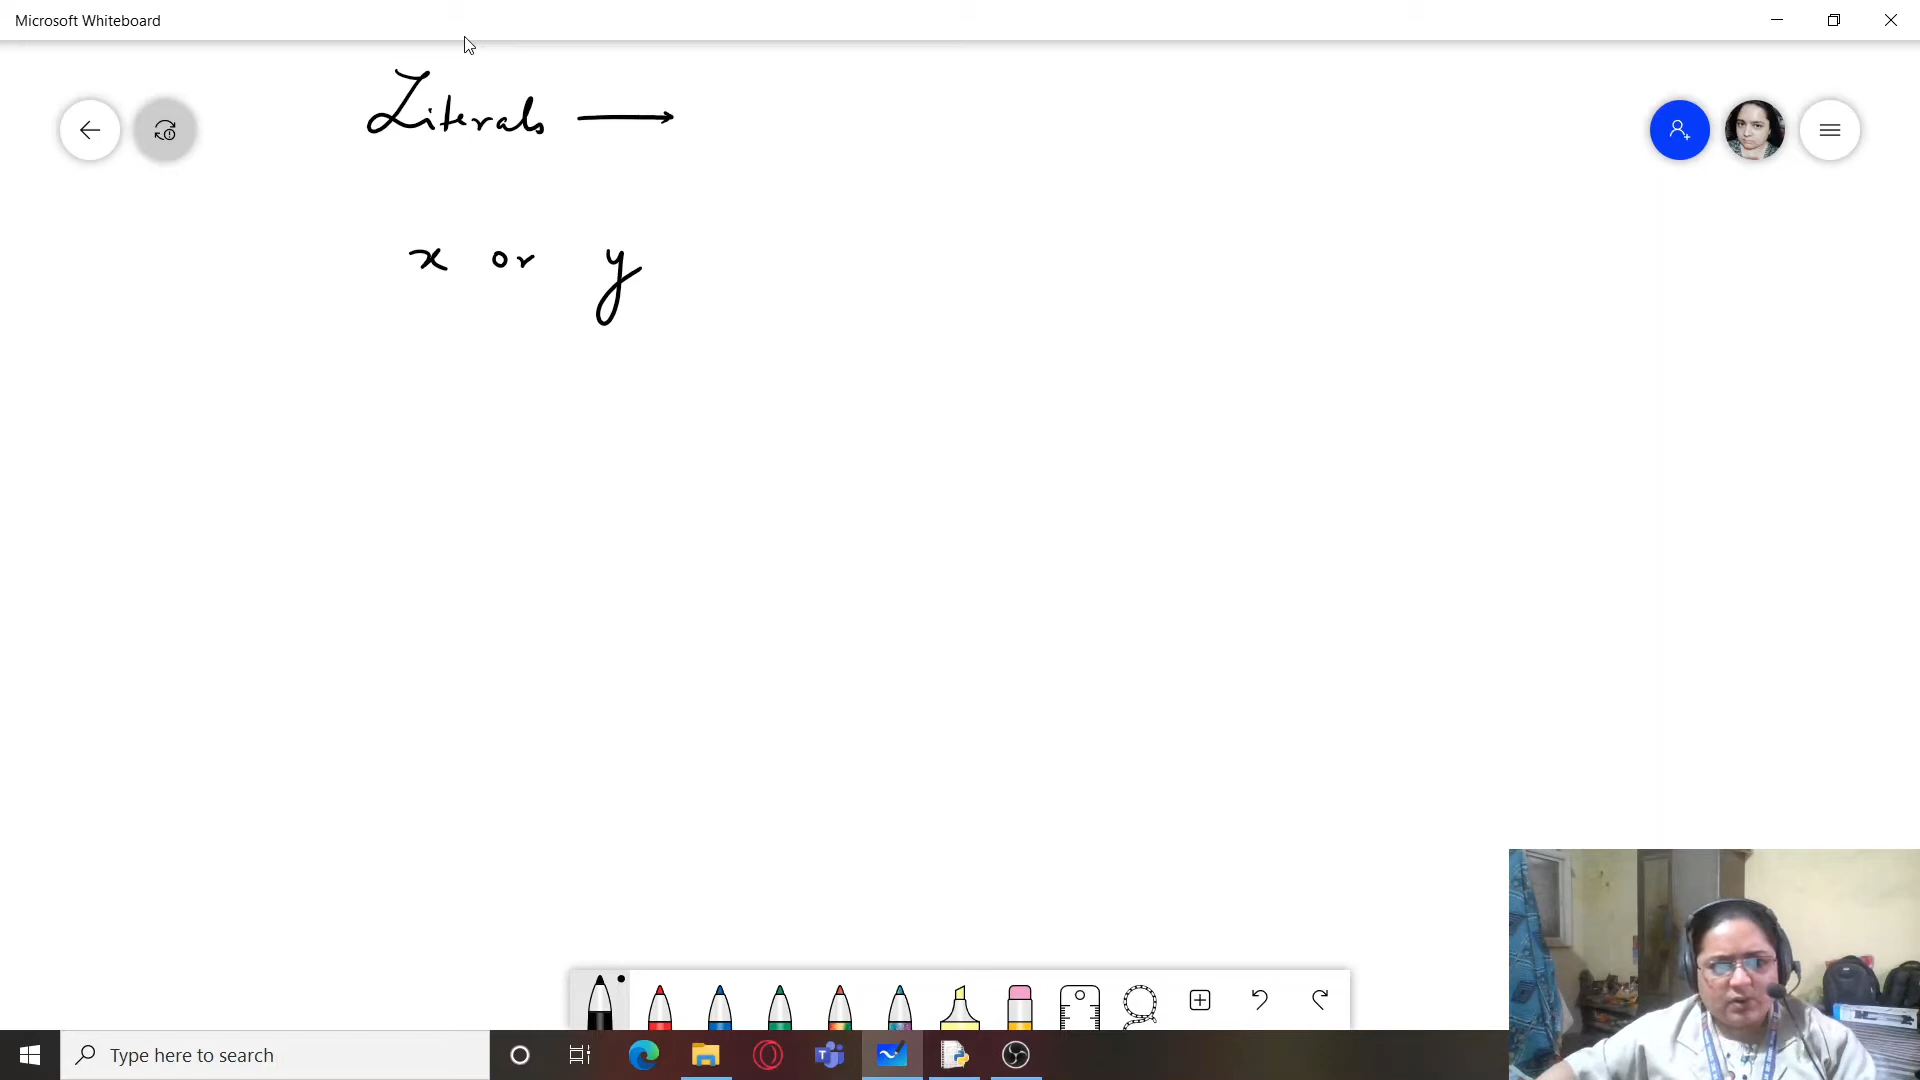 Microsoft Whiteboard
Literals →
x or y
Type here to search